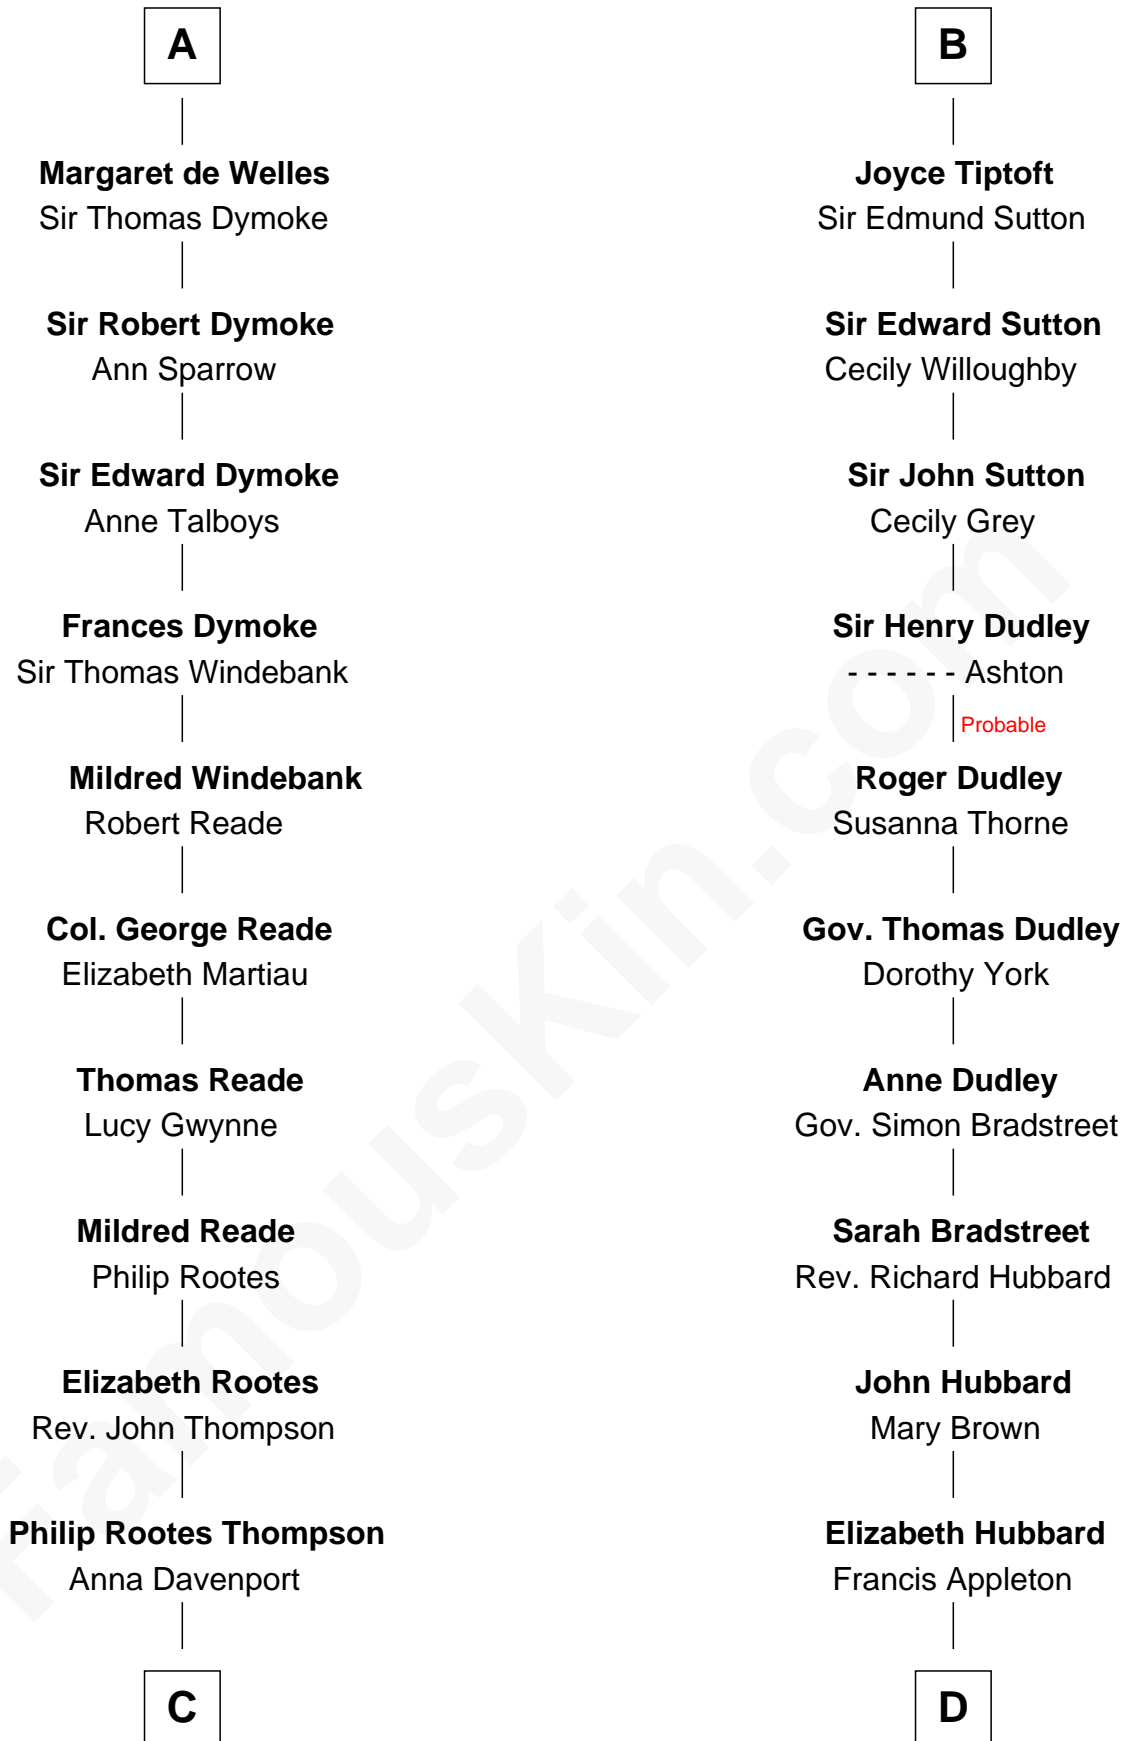 A
Margaret de Welles
Sir Thomas Dymoke
Sir Robert Dymoke
Ann Sparrow
Sir Edward Dymoke
Anne Talboys
Frances Dymoke
Sir Thomas Windebank
Mildred Windebank
Robert Reade
Col. George Reade
Elizabeth Martiau
Thomas Reade
Lucy Gwynne
Mildred Reade
Philip Rootes
Elizabeth Rootes
Rev. John Thompson
Philip Rootes Thompson
Anna Davenport
C
B
Joyce Tiptoft
Sir Edmund Sutton
Sir Edward Sutton
Cecily Willoughby
Sir John Sutton
Cecily Grey
Sir Henry Dudley
- - - - - - Ashton
Probable
Roger Dudley
Susanna Thorne
Gov. Thomas Dudley
Dorothy York
Anne Dudley
Gov. Simon Bradstreet
Sarah Bradstreet
Rev. Richard Hubbard
John Hubbard
Mary Brown
Elizabeth Hubbard
Francis Appleton
D
FamousKin.com